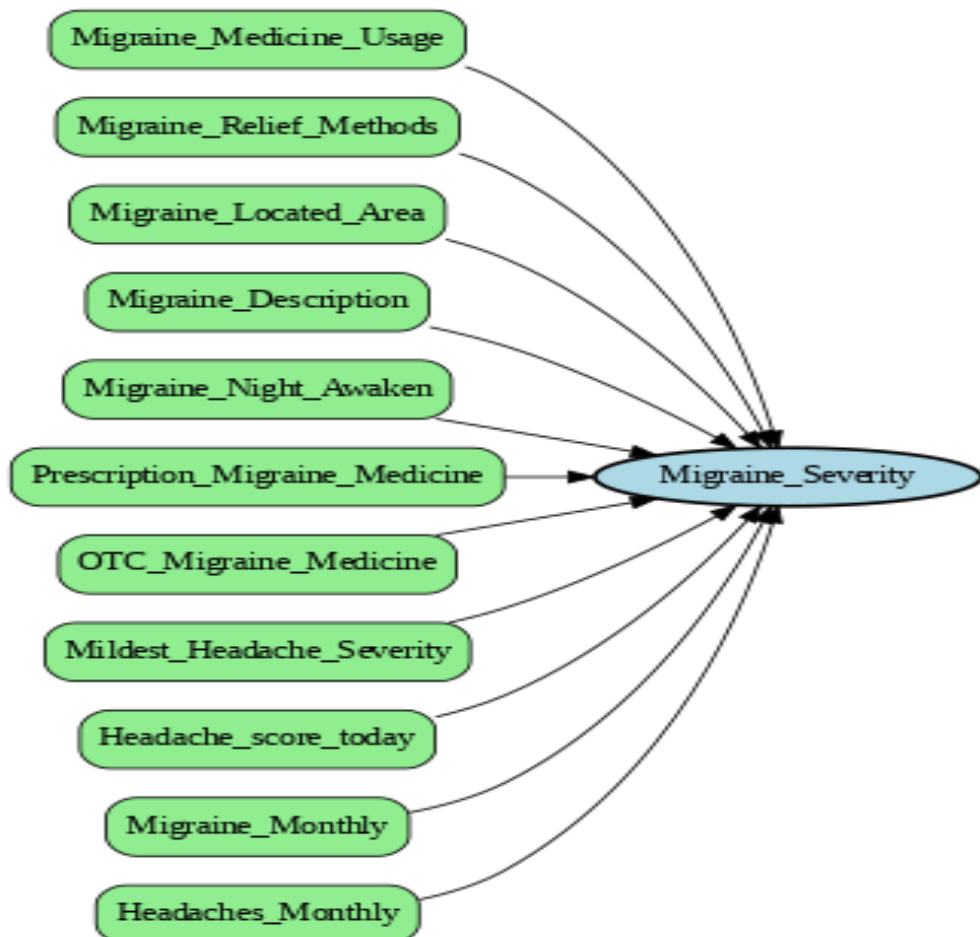 Migraine_Medicine_Usage
Migraine_Relief_Methods
Migraine_Located_Area
Migraine_Description
Migraine_Night_Awaken
Prescription_Migraine_Medicine
Migraine_Severity
OTC_Migraine_Medicine
Mildest_Headache_Severity
Headache_score_today
Migraine_Monthly
Headaches_Monthly